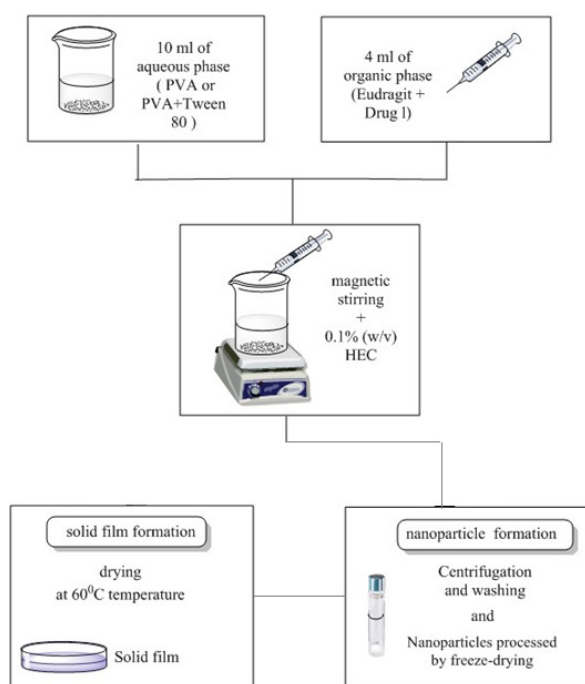 10 ml of
aqueous phase
( PVA or
PVA+Tween
80 )
4 ml of
organic phase
(Eudragit +
Drug l)
magnetic
stirring
+
0.1% (w/v)
HEC
solid film formation
drying
at 60⁰C temperature
Solid film
nanoparticle formation
Centrifugation
and washing
and
Nanoparticles processed
by freeze-drying